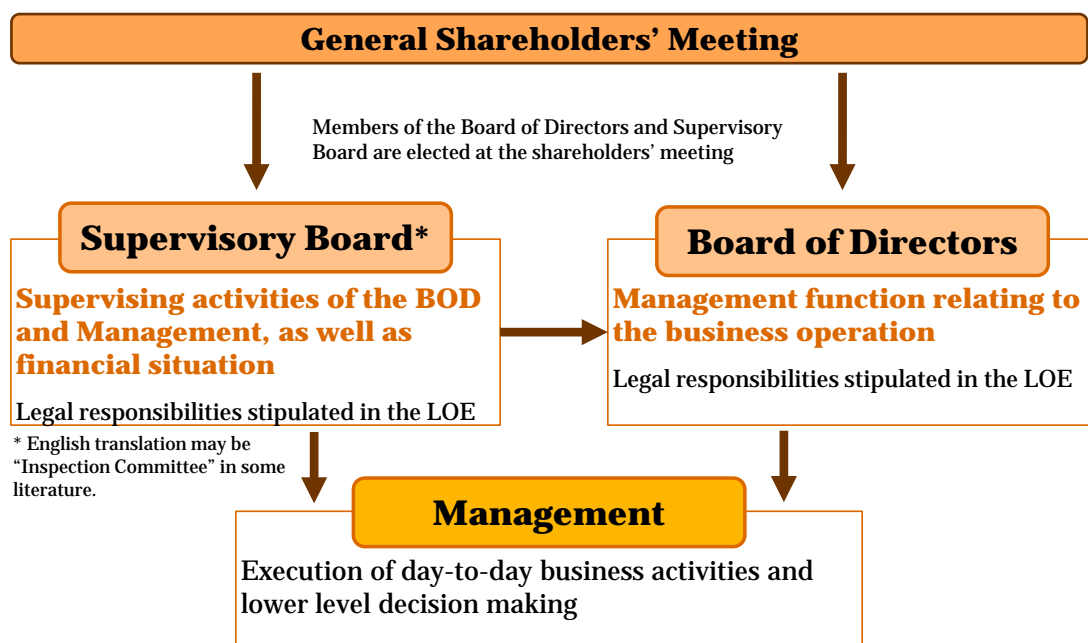 General Shareholders’ Meeting
Members of the Board of Directors and Supervisory
Board are elected at the shareholders’ meeting
Supervisory Board*
Supervising activities of the BOD
and Management, as well as
financial situation
Legal responsibilities stipulated in the LOE
* English translation may be
“Inspection Committee” in some
literature.
Board of Directors
Management function relating to
the business operation
Legal responsibilities stipulated in the LOE
Management
Execution of day-to-day business activities and
lower level decision making